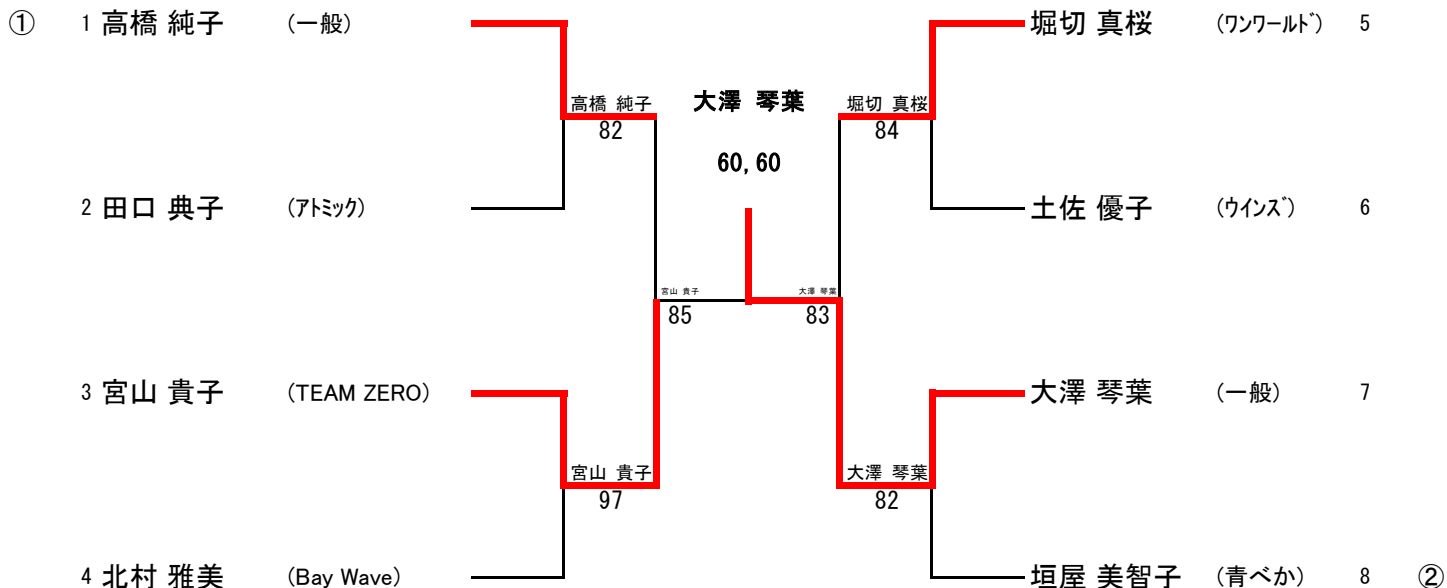 ① 1 高橋 純子 (一般) 堀切 真桜 (ワンワールド) 5
高橋 純子 大澤 琴葉 堀切 真桜
82 84
60, 60
2 田口 典子 (アトミック) 土佐 優子 (ウインズ) 6
宮山 貴子 大澤 琴葉
85 83
3 宮山 貴子 (TEAM ZERO) 大澤 琴葉 (一般) 7
宮山 貴子 大澤 琴葉
97 82
4 北村 雅美 (Bay Wave) 垣屋 美智子 (青べか) 8 ②